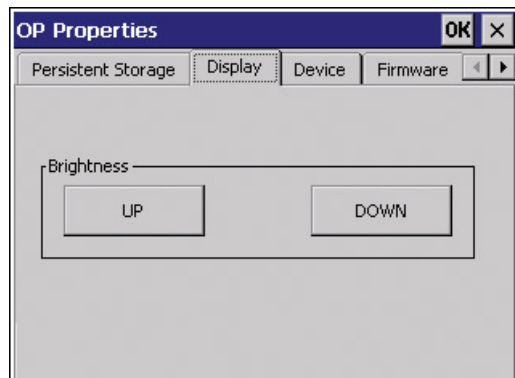 OP Properties OK ×
Persistent Storage Display Device Firmware
Brightness
UP DOWN